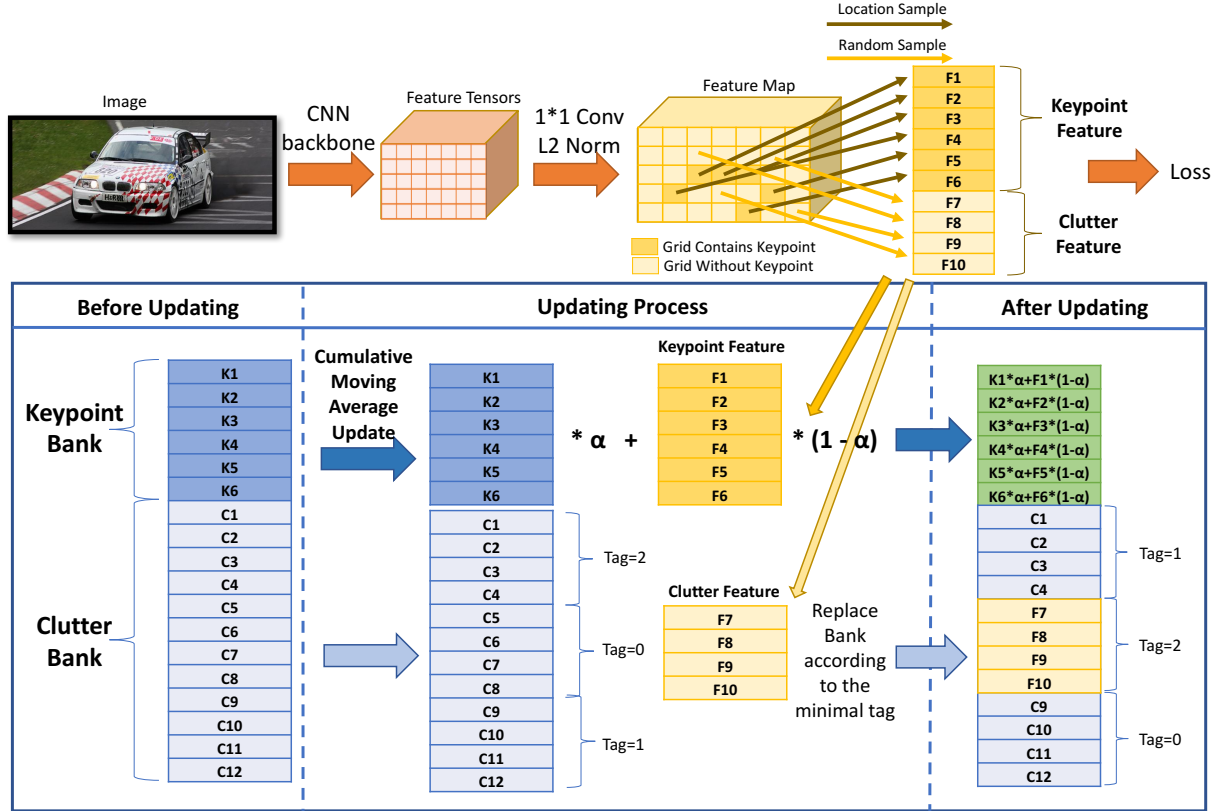 Location Sample
Random Sample
Image
CNN
backbone
Feature Tensors
1*1 Conv
L2 Norm
Feature Map
F1
F2
F3
F4
F5
F6
F7
F8
F9
F10
Keypoint
Feature
Clutter
Feature
Loss
Grid Contains Keypoint
Grid Without Keypoint
Before Updating
Updating Process
After Updating
Keypoint
Bank
Clutter
Bank
K1
K2
K3
K4
K5
K6
C1
C2
C3
C4
C5
C6
C7
C8
C9
C10
C11
C12
Cumulative
Moving
Average
Update
K1
K2
K3
K4
K5
K6
* α +
Keypoint Feature
F1
F2
F3
F4
F5
F6
* (1 - α)
C1
C2
C3
C4
C5
C6
C7
C8
C9
C10
C11
C12
Tag=2
Tag=0
Tag=1
Clutter Feature
F7
F8
F9
F10
Replace
Bank
according
to the
minimal tag
K1*α+F1*(1-α)
K2*α+F2*(1-α)
K3*α+F3*(1-α)
K4*α+F4*(1-α)
K5*α+F5*(1-α)
K6*α+F6*(1-α)
C1
C2
C3
C4
F7
F8
F9
F10
C9
C10
C11
C12
Tag=1
Tag=2
Tag=0